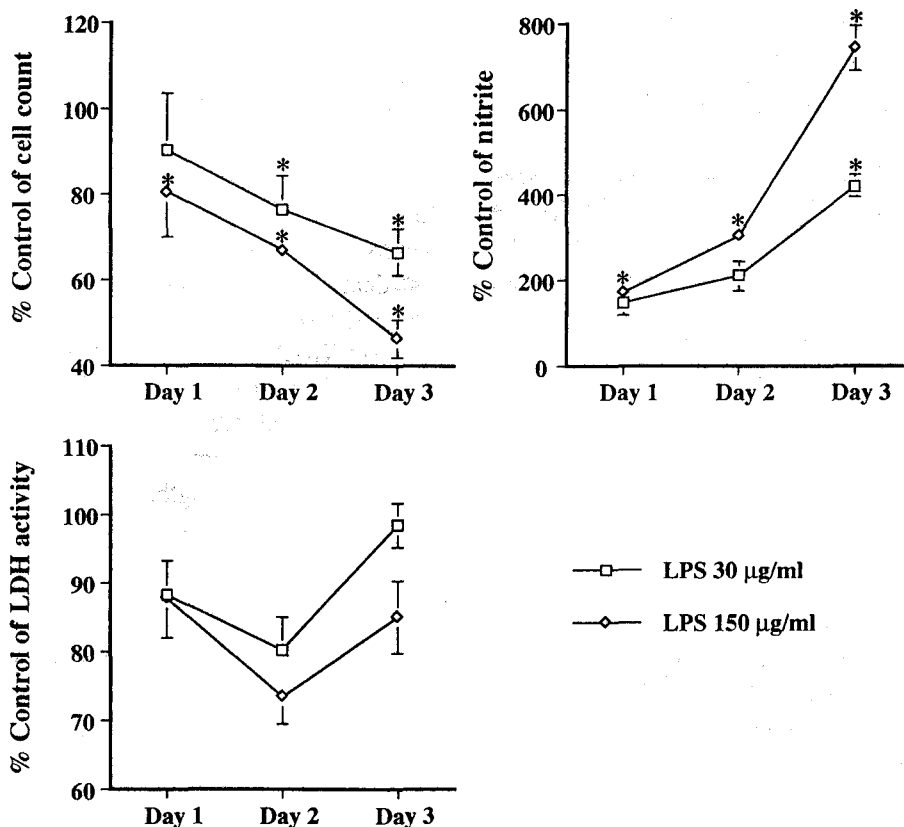 % Control of cell count
120
100
80
60
40
Day 1 Day 2 Day 3
* * * * *
% Control of nitrite
800
600
400
200
0
Day 1 Day 2 Day 3
* * * *
% Control of LDH activity
110
100
90
80
70
60
Day 1 Day 2 Day 3
LPS 30 μg/ml
LPS 150 μg/ml